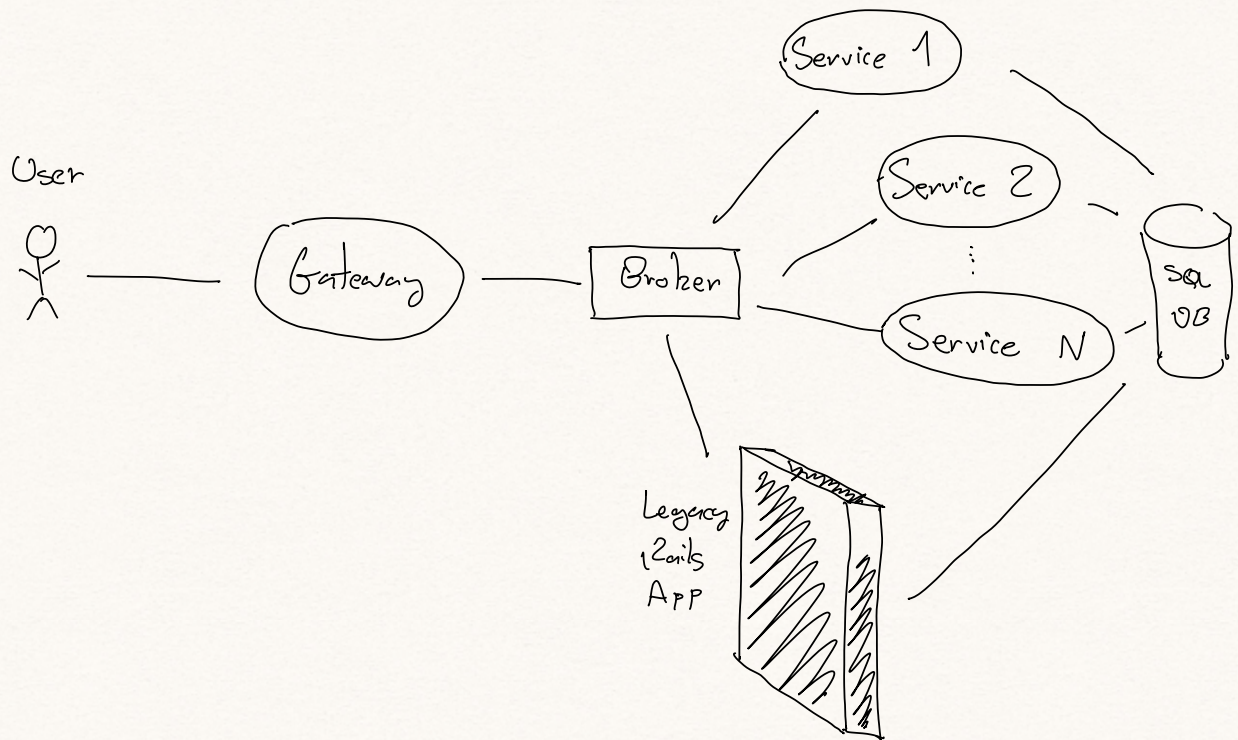 Service 1
User
Service 2
Gateway
Broker
SQL
DB
Service N
Legacy
Rails
App